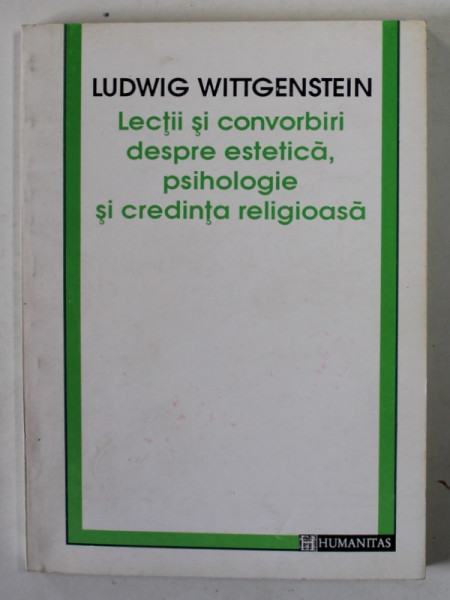 LUDWIG WITTGENSTEIN
Lecţii şi convorbiri
despre estetică,
psihologie
şi credinţa religioasă
HUMANITAS